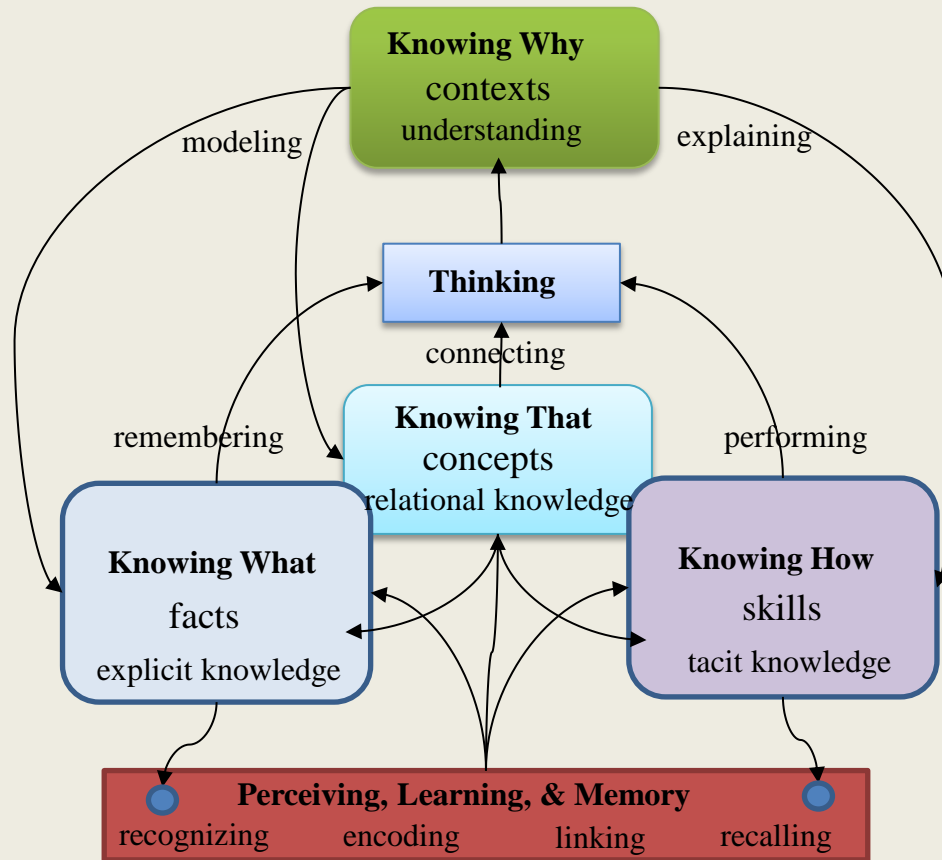 Knowing Why
contexts
understanding
modeling
explaining
Thinking
connecting
remembering
performing
Knowing That
concepts
relational knowledge
Knowing What
facts
explicit knowledge
Knowing How
skills
tacit knowledge
Perceiving, Learning, & Memory
recognizing encoding linking recalling